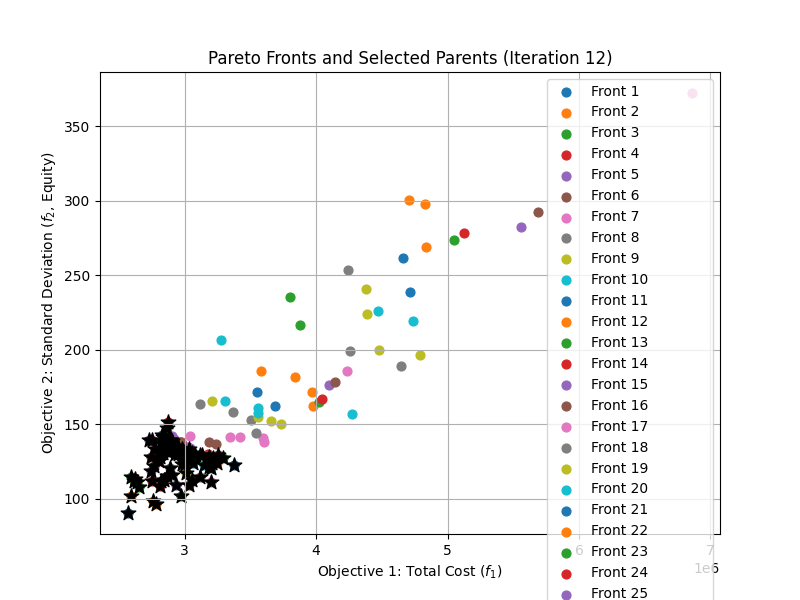 Pareto Fronts and Selected Parents (Iteration 12)
Objective 2: Standard Deviation (f₂, Equity)
350
300
250
200
150
100
3
4
5
6
7
1e6
Objective 1: Total Cost (f₁)
Front 1
Front 2
Front 3
Front 4
Front 5
Front 6
Front 7
Front 8
Front 9
Front 10
Front 11
Front 12
Front 13
Front 14
Front 15
Front 16
Front 17
Front 18
Front 19
Front 20
Front 21
Front 22
Front 23
Front 24
Front 25